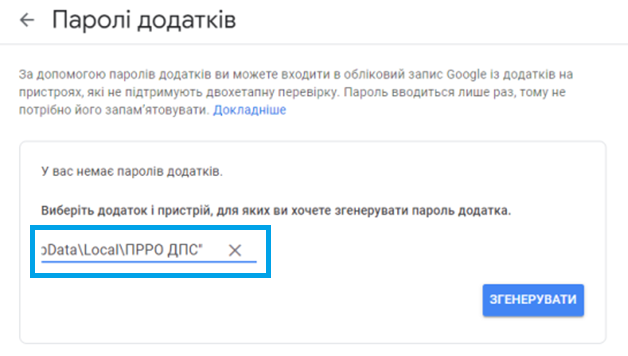 Паролі додатків
За допомогою паролів додатків ви можете входити в обліковий запис Google із додатків на
пристроях, які не підтримують двохетапну перевірку. Пароль вводиться лише раз, тому не
потрібно його запам'ятовувати. Докладніше
У вас немає паролів додатків.
Виберіть додаток і пристрій, для яких ви хочете згенерувати пароль додатка.
Data\Local\ПРРО ДПС"
ЗГЕНЕРУВАТИ